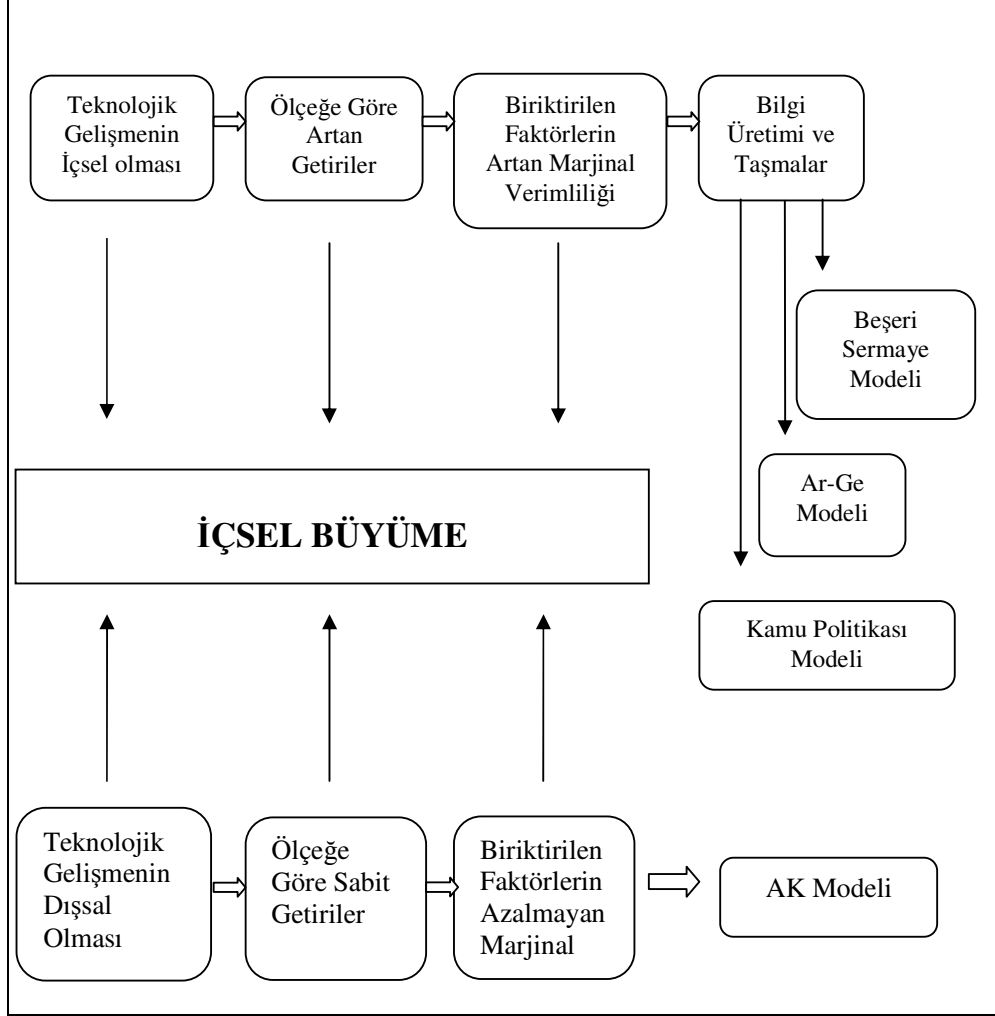 Teknolojik
Gelişmenin
İçsel olması
Ölçeğe Göre
Artan
Getiriler
Biriktirilen
Faktörlerin
Artan Marjinal
Verimliliği
Bilgi
Üretimi ve
Taşmalar
Beşeri
Sermaye
Modeli
Ar-Ge
Modeli
İÇSEL BÜYÜME
Kamu Politikası
Modeli
Teknolojik
Gelişmenin
Dışsal
Olması
Ölçeğe
Göre Sabit
Getiriler
Biriktirilen
Faktörlerin
Azalmayan
Marjinal
AK Modeli